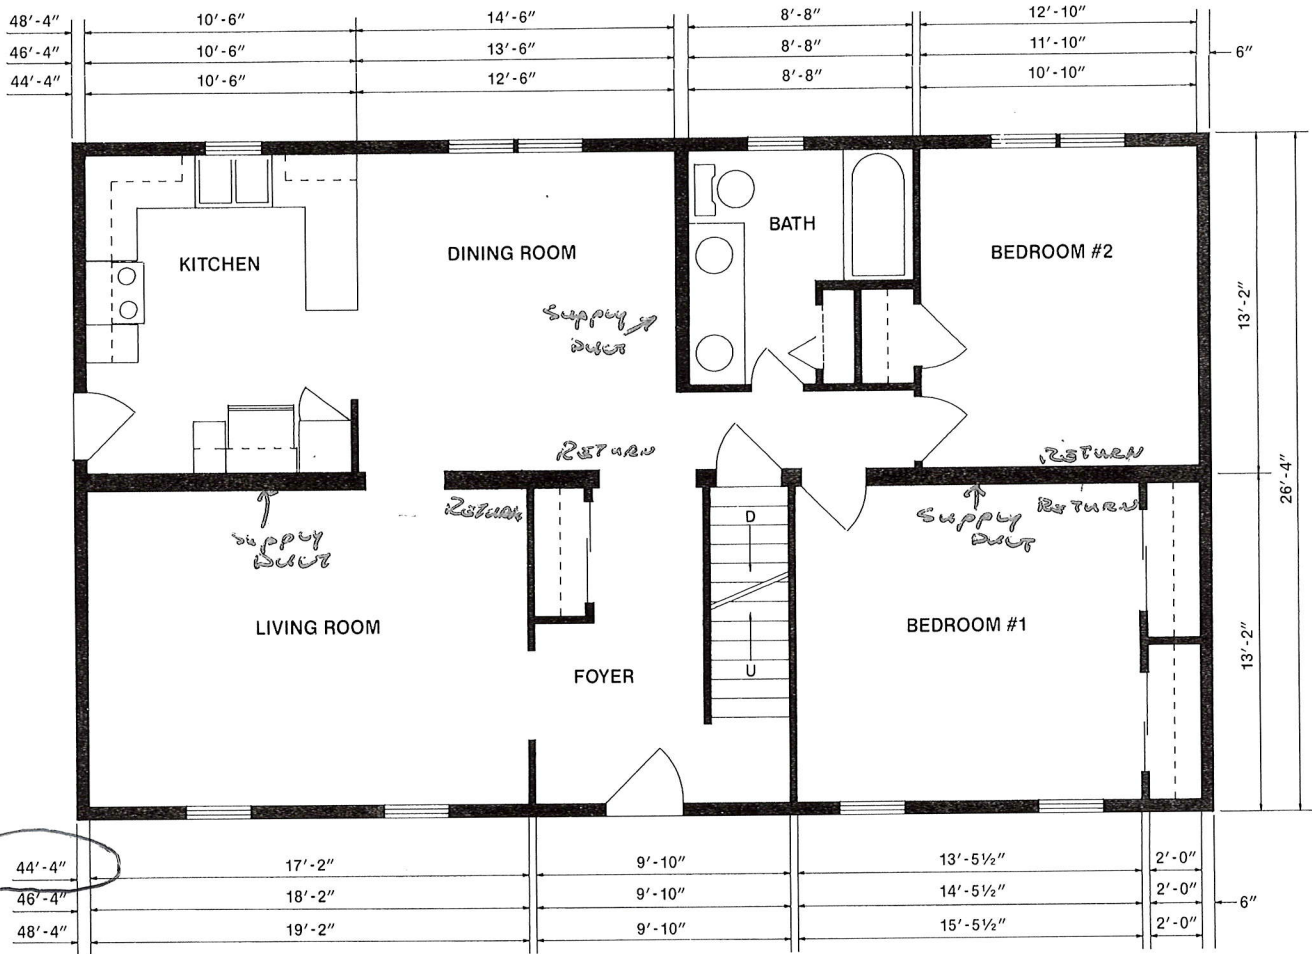 48'-4" 10'-6" 14'-6" 8'-8" 12'-10"
46'-4" 10'-6" 13'-6" 8'-8" 11'-10" 6"
44'-4" 10'-6" 12'-6" 8'-8" 10'-10"
KITCHEN
DINING ROOM
BATH
BEDROOM #2
Supply
Duct
13'-2"
26'-4"
RETURN
RETURN
RETURN
RETURN
Supply
Duct
Supply
Duct
D
U
LIVING ROOM
FOYER
BEDROOM #1
13'-2"
44'-4" 17'-2" 9'-10" 13'-5½" 2'-0"
46'-4" 18'-2" 9'-10" 14'-5½" 2'-0" 6"
48'-4" 19'-2" 9'-10" 15'-5½" 2'-0"